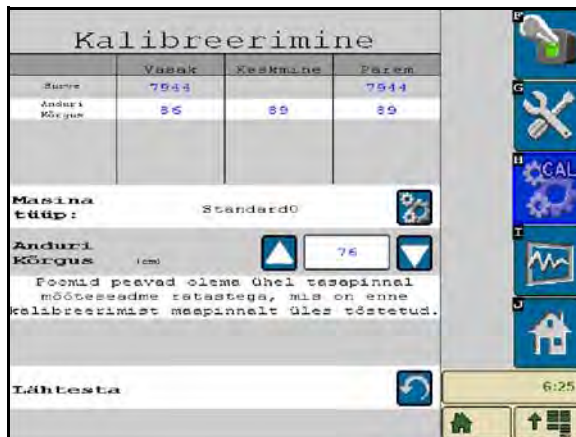 Kalibreerimine
Vasak Keskmine Parem
Surve 7944 7944
Anduri Kõrgus 86 89 89
Masina tüüp: Standard0
Anduri Kõrgus (cm) 76
Poomid peavad olema ühel tasapinnal
mõõteseadme ratastega, mis on enne
kalibreerimist maapinnalt üles tõstetud.
Lähtesta
F
G
H
CAL
I
J
6:25